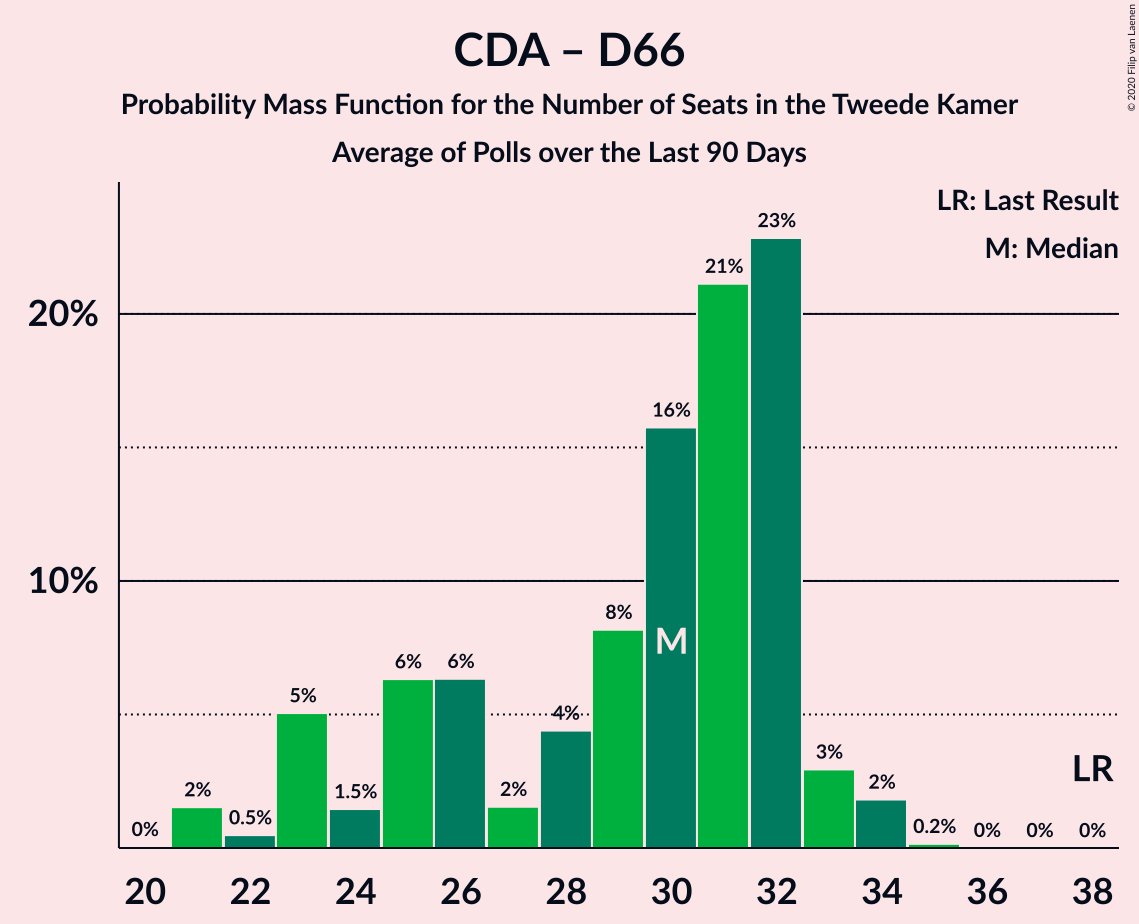 CDA – D66
Probability Mass Function for the Number of Seats in the Tweede Kamer
Average of Polls over the Last 90 Days
© 2020 Filip van Laenen
LR: Last Result
M: Median
23%
21%
20%
16%
10%
8%
M
6%
6%
5%
4%
3%
LR
2%
2%
2%
1.5%
0.5%
0.2%
0%
0%
0%
0%
20 22 24 26 28 30 32 34 36 38